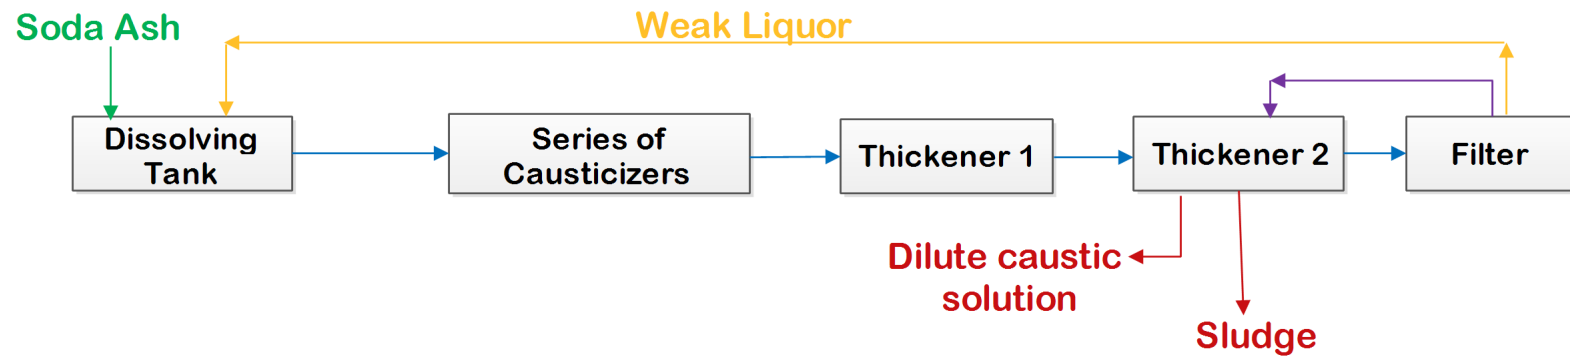 Soda Ash
Weak Liquor
Dissolving
Tank
Series of
Causticizers
Thickener 1
Thickener 2
Filter
Dilute caustic
solution
Sludge